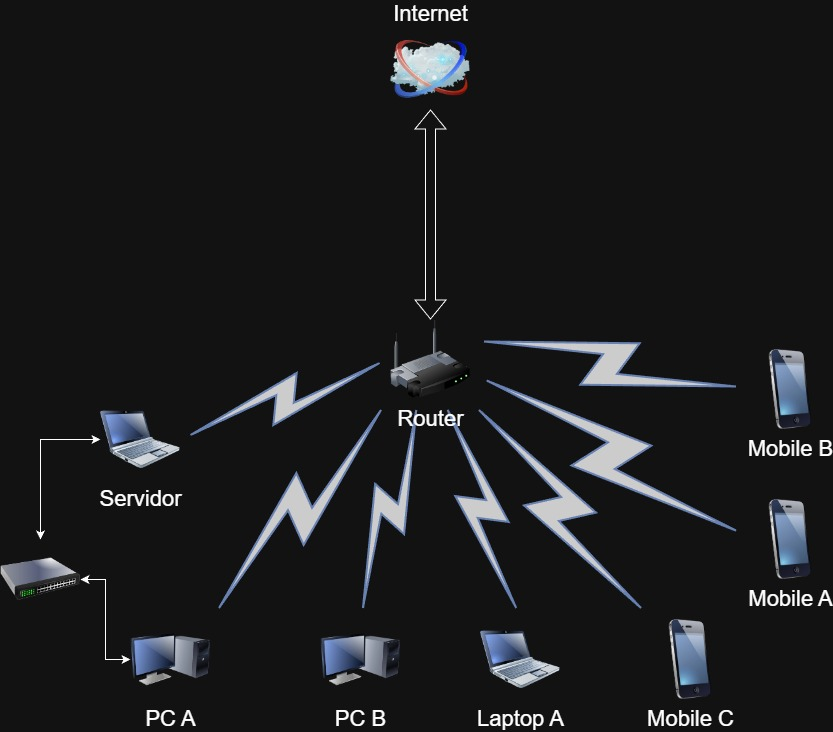 Internet
Router
Mobile B
Servidor
Mobile A
PC A
PC B
Laptop A
Mobile C